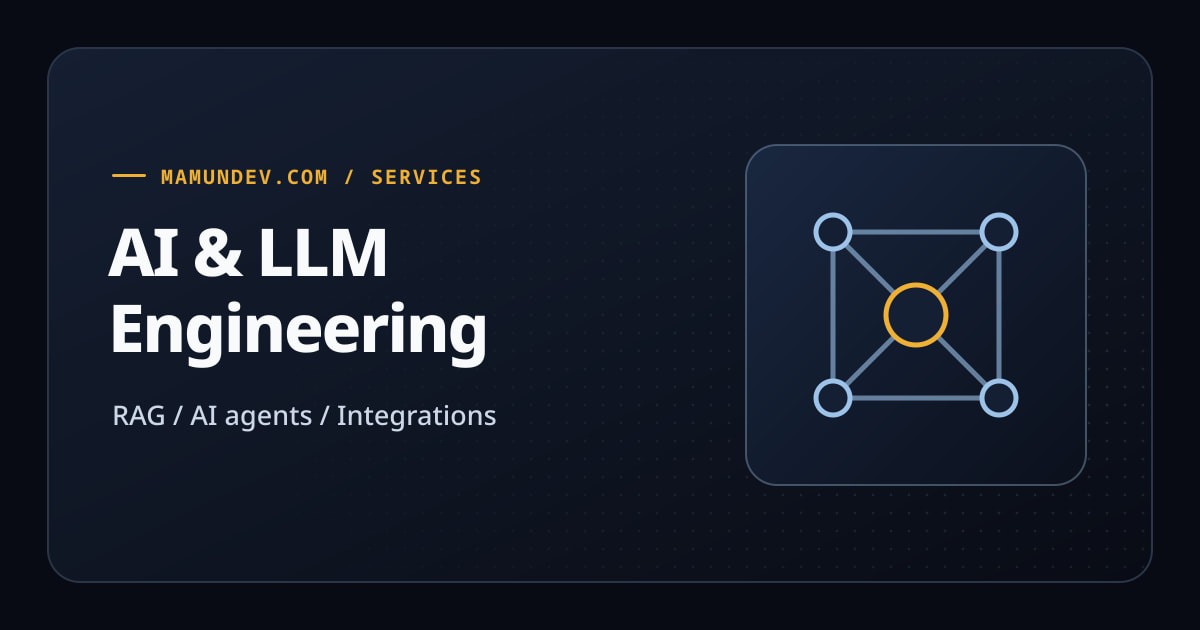 MAMUNDEV.COM / SERVICES
AI & LLM
Engineering
RAG / AI agents / Integrations